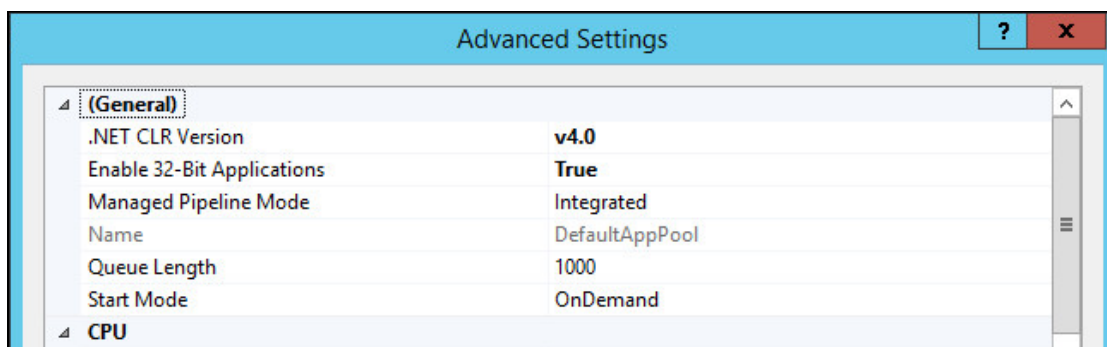 Advanced Settings ? x
(General)
.NET CLR Version v4.0
Enable 32-Bit Applications True
Managed Pipeline Mode Integrated
Name DefaultAppPool
Queue Length 1000
Start Mode OnDemand
CPU